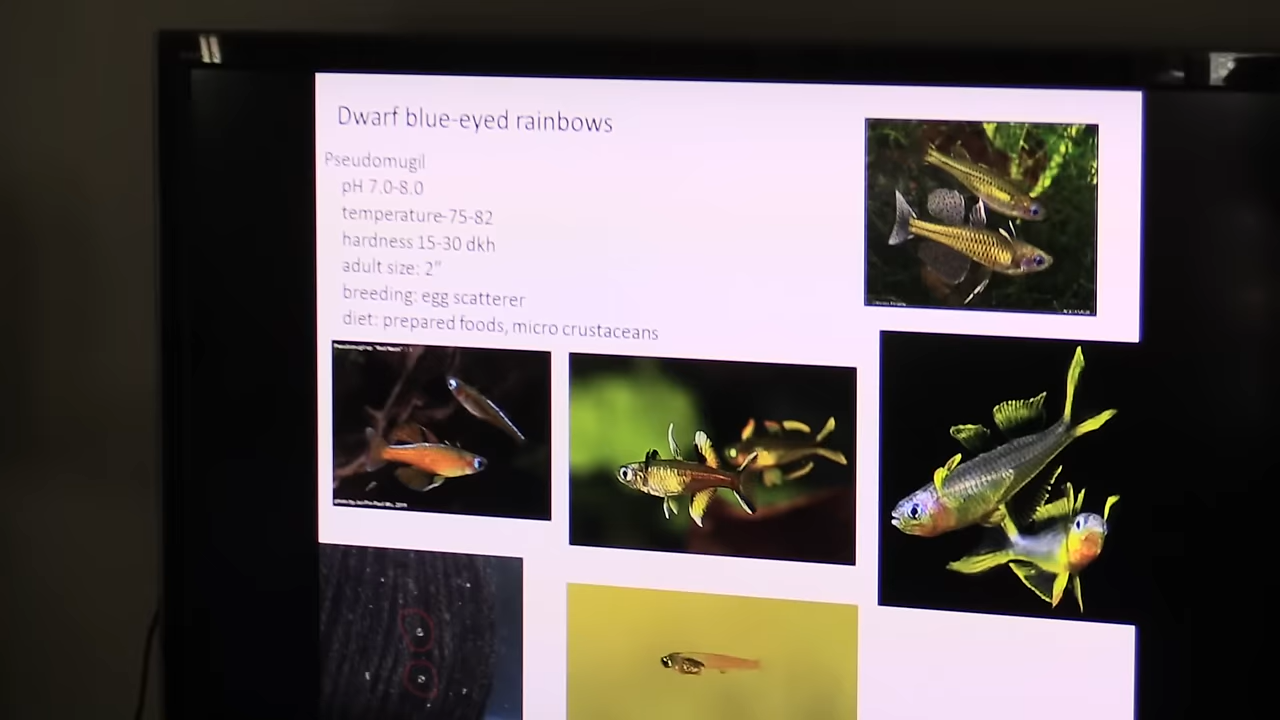 Dwarf blue-eyed rainbows
Pseudomugil
pH 7.0-8.0
temperature-75-82
hardness 15-30 dkh
adult size: 2"
breeding: egg scatterer
diet: prepared foods, micro crustaceans